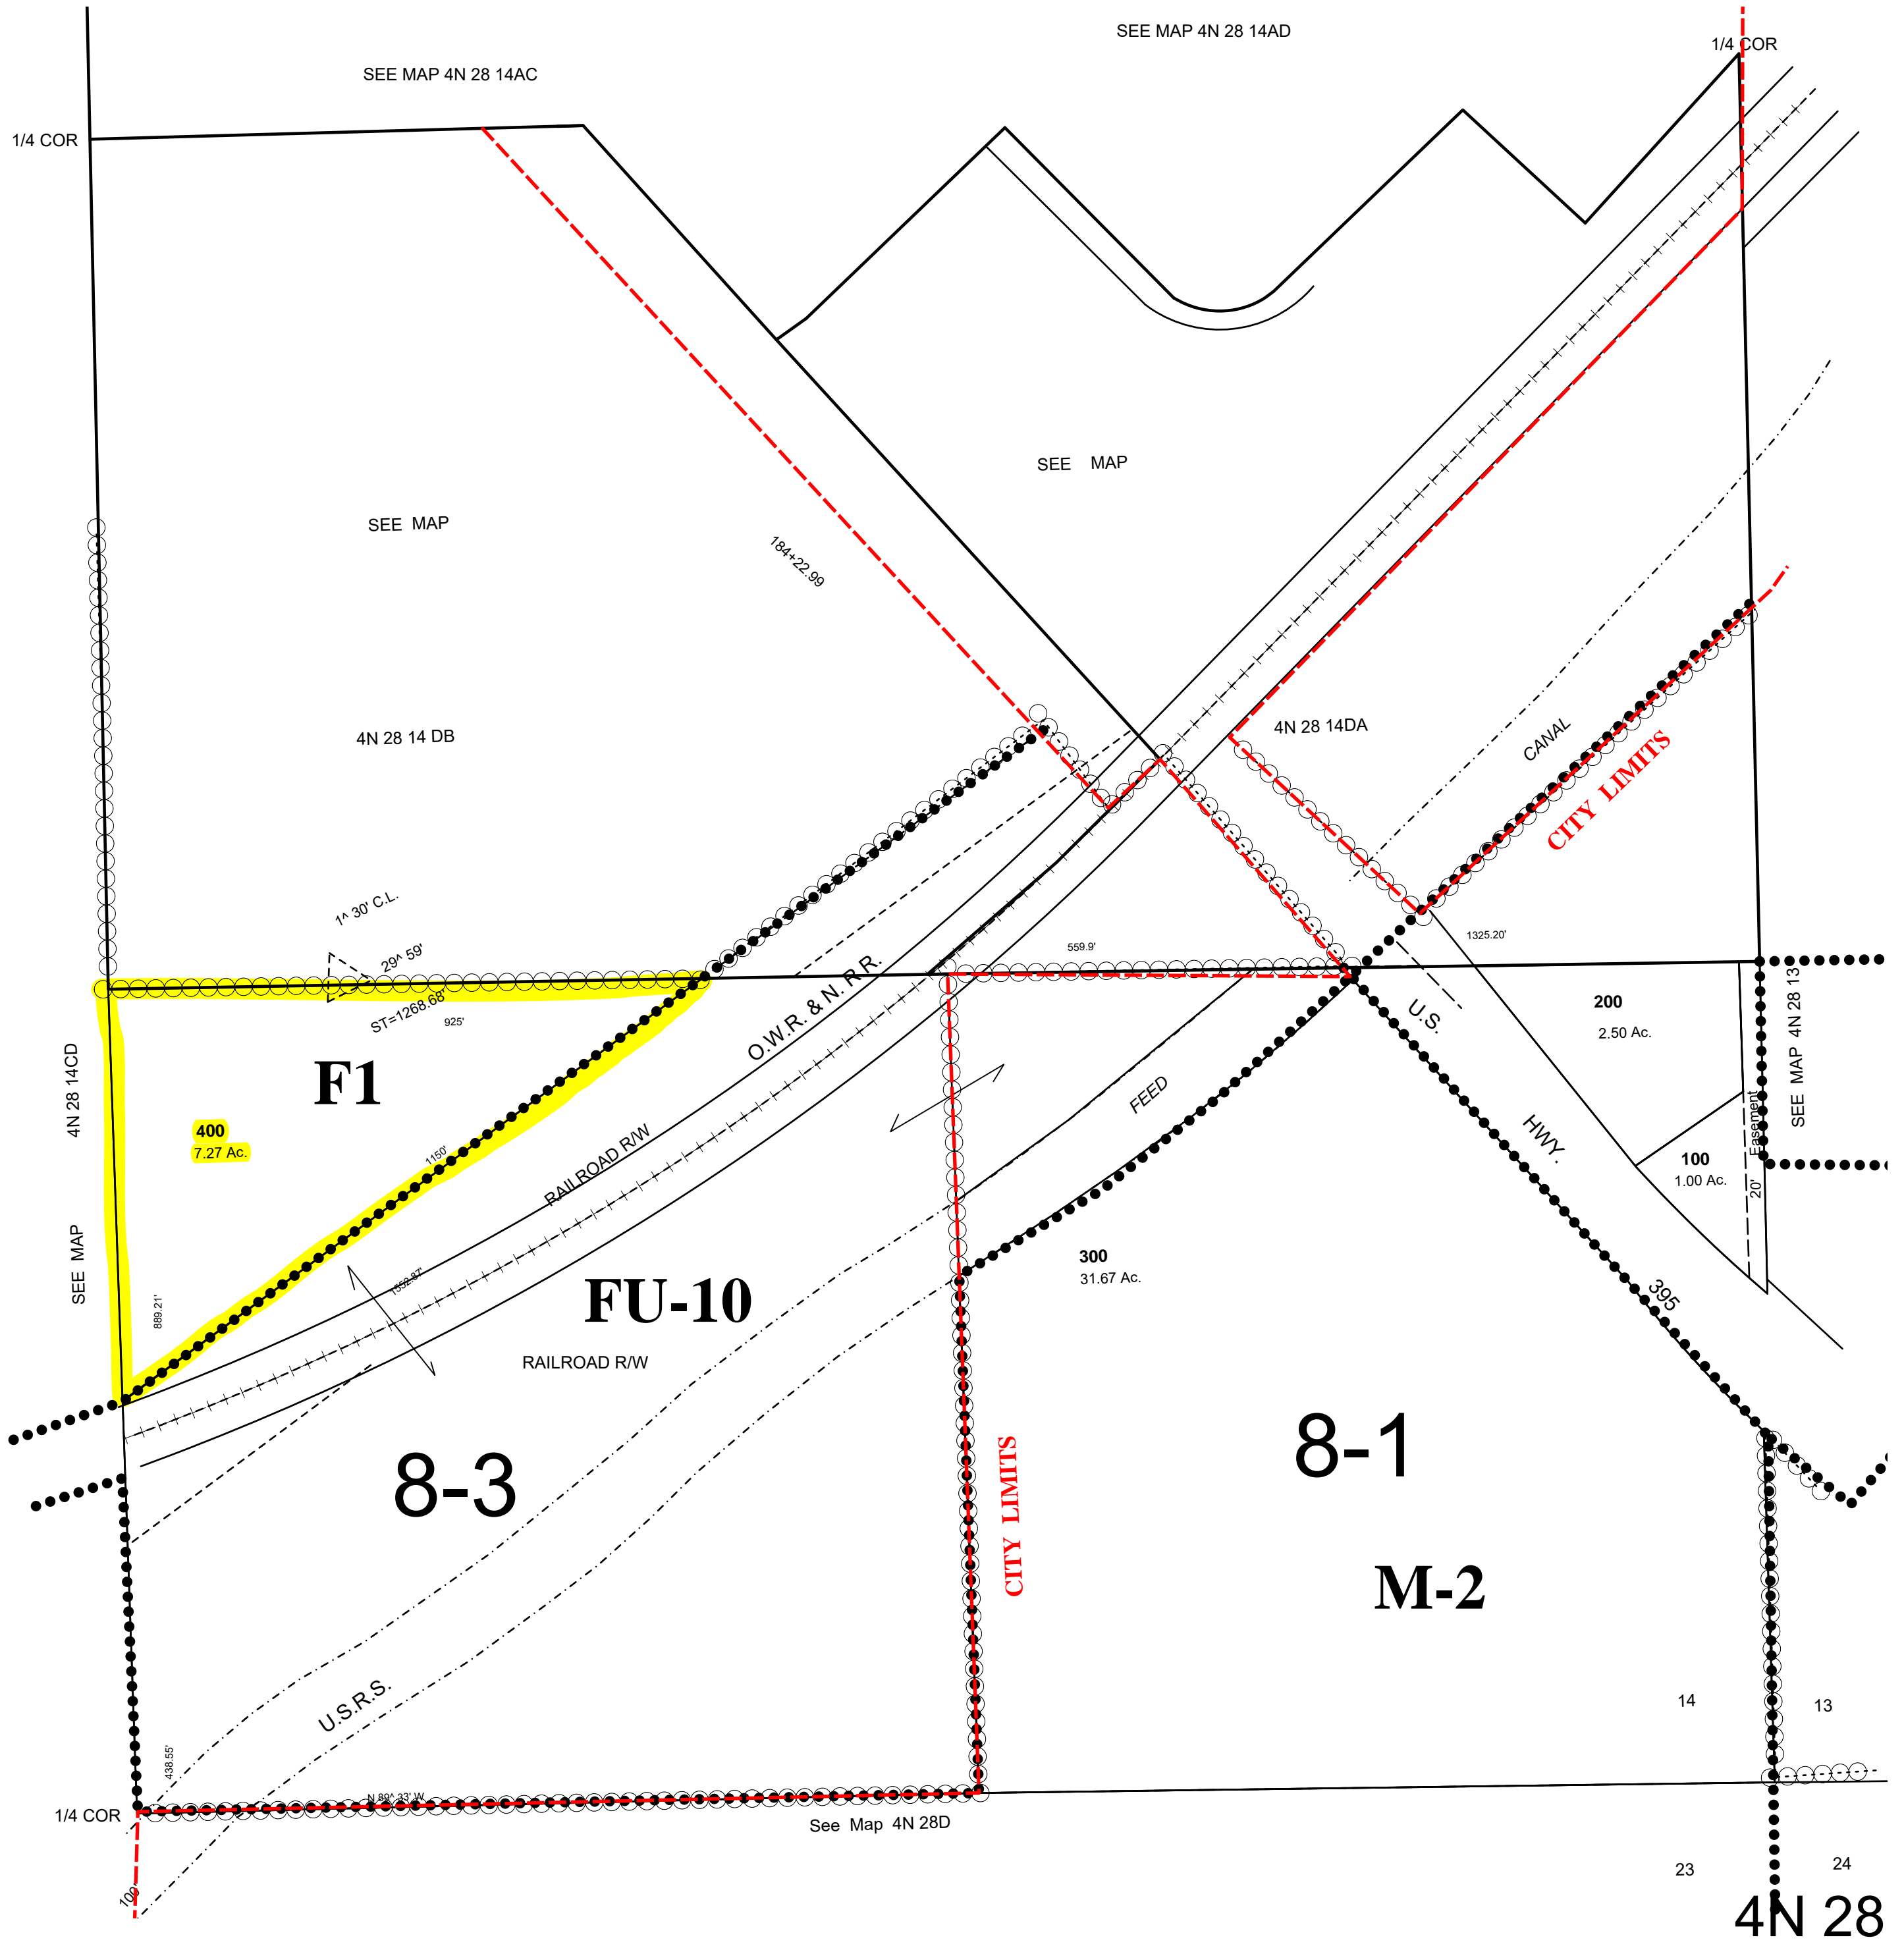 SEE MAP 4N 28 14AD
1/4 COR
SEE MAP 4N 28 14AC
1/4 COR
SEE MAP
SEE MAP
184+22.99
4N 28 14 DB
4N 28 14DA
CANAL
CITY LIMITS
1^ 30' C.L.
29^ 59'
ST=1268.68'
925'
559.9'
1325.20'
O.W.R. & N. R.R.
U.S.
HWY.
395
200
2.50 Ac.
SEE MAP 4N 28 13
4N 28 14CD
F1
400
7.27 Ac.
1150'
RAILROAD R/W
FEED
Easement
20'
100
1.00 Ac.
SEE MAP
889.21'
1552.87'
FU-10
RAILROAD R/W
300
31.67 Ac.
8-3
CITY LIMITS
8-1
M-2
U.S.R.S.
14
13
438.55'
N 89^ 33' W
1/4 COR
See Map 4N 28D
100'
23
24
4N 28